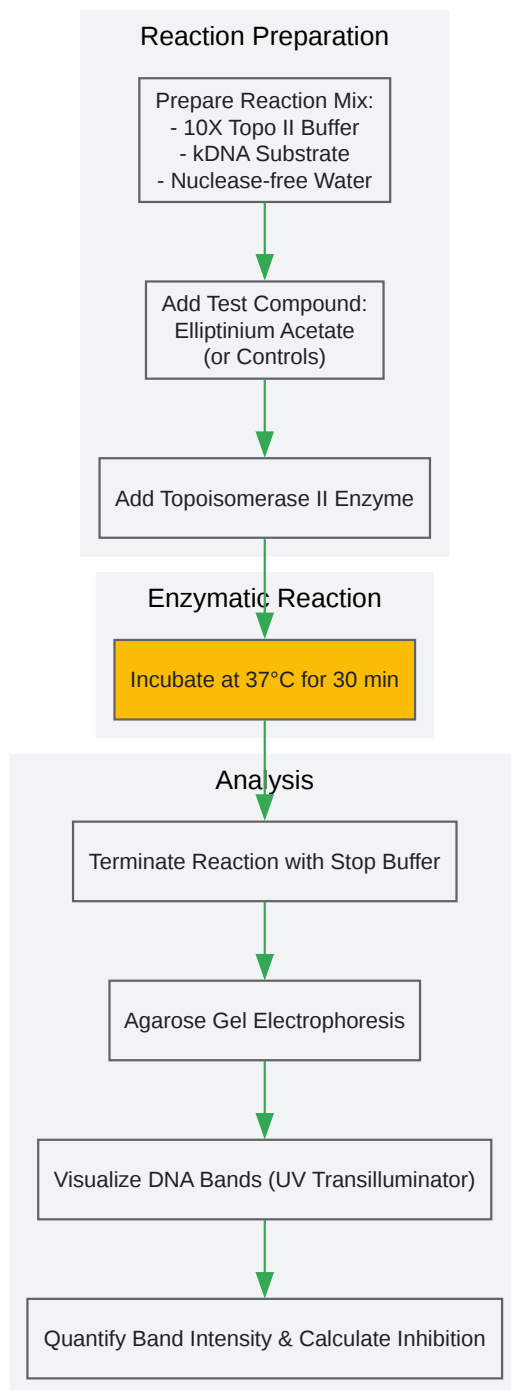 Reaction Preparation
Prepare Reaction Mix:
- 10X Topo II Buffer
- kDNA Substrate
- Nuclease-free Water
Add Test Compound:
Elliptinium Acetate
(or Controls)
Add Topoisomerase II Enzyme
Enzymatic Reaction
Incubate at 37°C for 30 min
Analysis
Terminate Reaction with Stop Buffer
Agarose Gel Electrophoresis
Visualize DNA Bands (UV Transilluminator)
Quantify Band Intensity & Calculate Inhibition